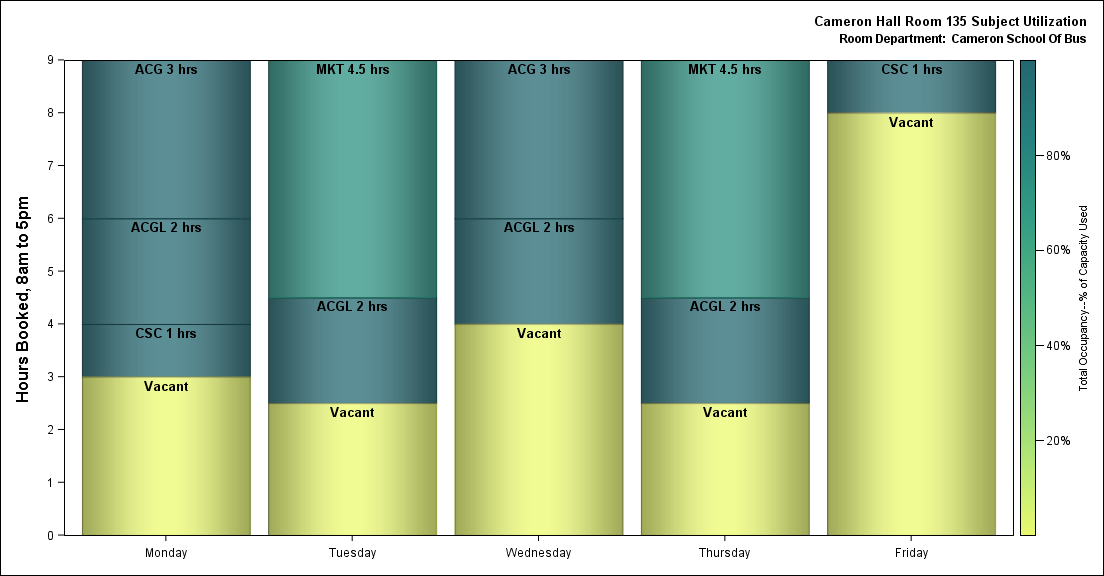 Cameron Hall Room 135 Subject Utilization
Room Department: Cameron School Of Bus
Hours Booked, 8am to 5pm
9
8
7
6
5
4
3
2
1
0
ACG 3 hrs
ACGL 2 hrs
CSC 1 hrs
Vacant
MKT 4.5 hrs
ACGL 2 hrs
Vacant
ACG 3 hrs
ACGL 2 hrs
Vacant
MKT 4.5 hrs
ACGL 2 hrs
Vacant
CSC 1 hrs
Vacant
Monday
Tuesday
Wednesday
Thursday
Friday
80%
60%
40%
20%
Total Occupancy--% of Capacity Used